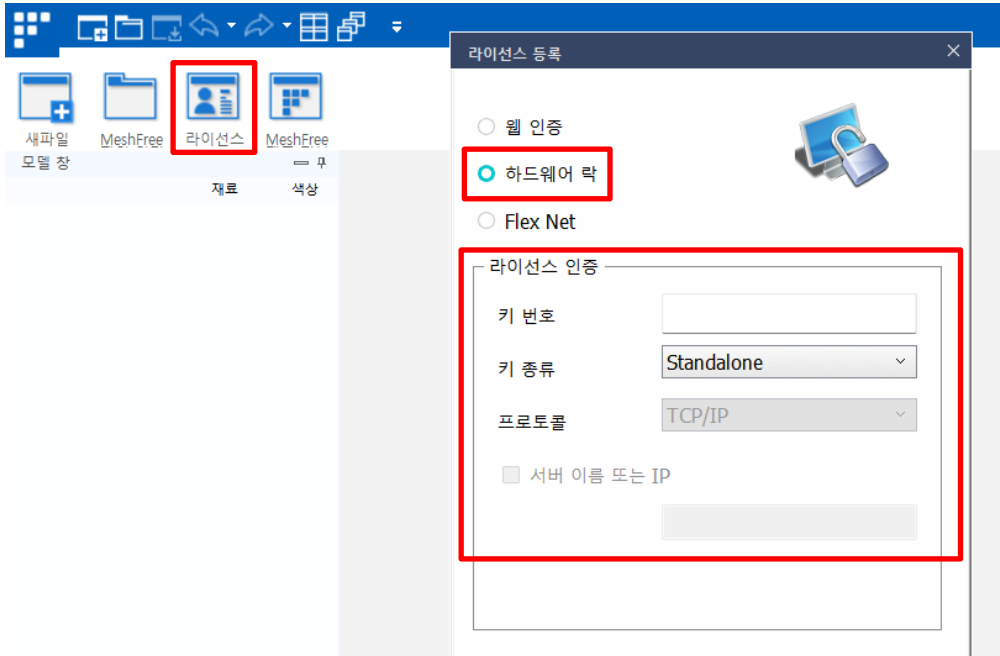 라이선스 등록
새파일 MeshFree 라이선스 MeshFree
모델 창
재료 색상
웹 인증
하드웨어 락
Flex Net
라이선스 인증
키 번호
키 종류 Standalone
프로토콜 TCP/IP
서버 이름 또는 IP